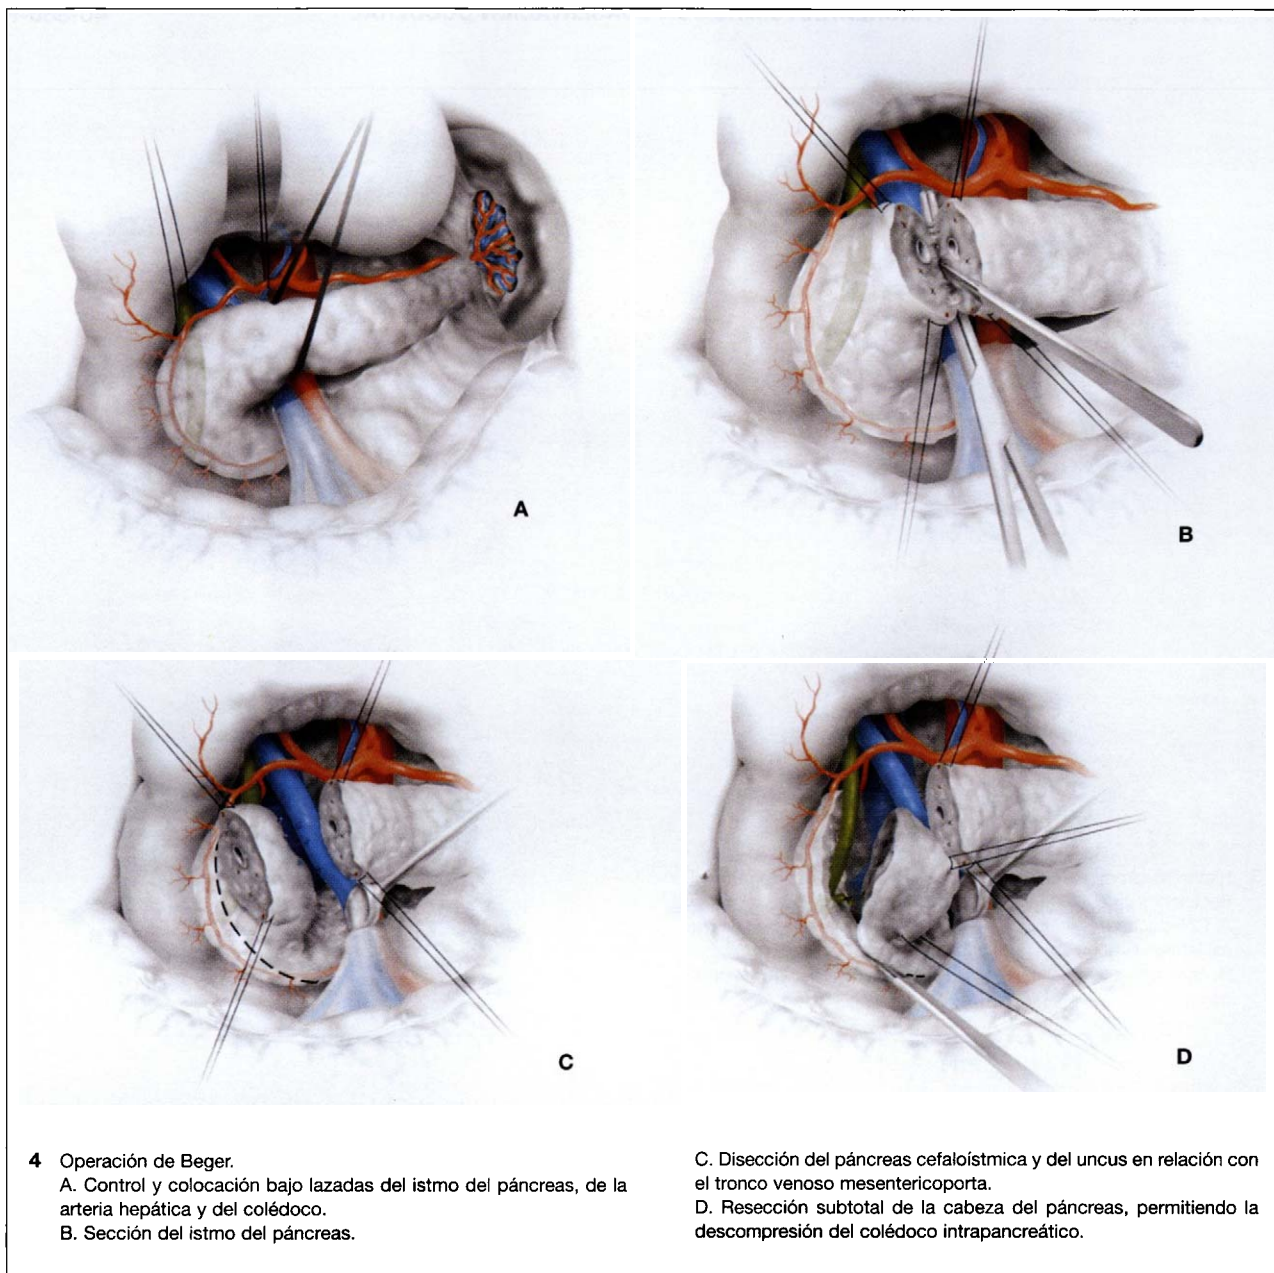 A
B
C
D
4 Operación de Beger.
A. Control y colocación bajo lazadas del istmo del páncreas, de la
arteria hepática y del colédoco.
B. Sección del istmo del páncreas.
C. Disección del páncreas cefaloístmica y del uncus en relación con
el tronco venoso mesentericoporta.
D. Resección subtotal de la cabeza del páncreas, permitiendo la
descompresión del colédoco intrapancreático.